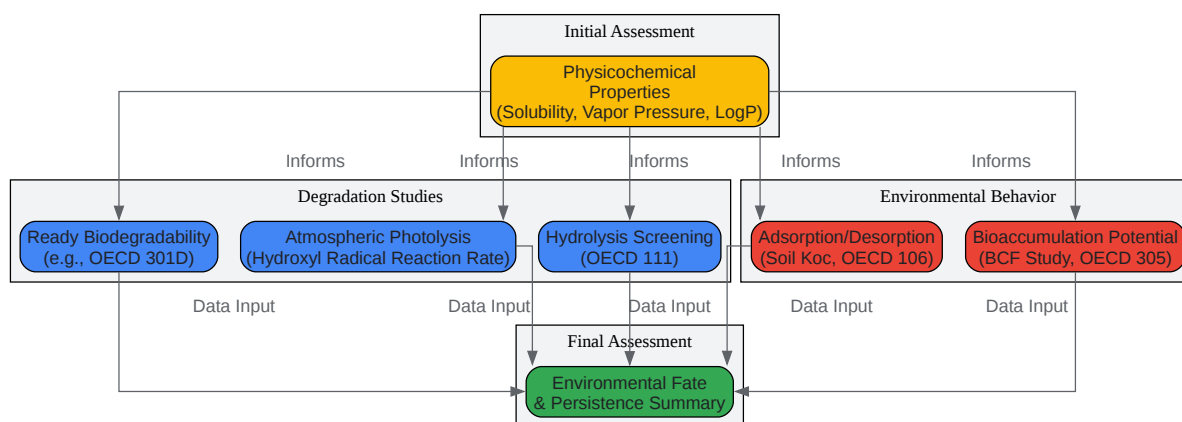 Initial Assessment
Physicochemical
Properties
(Solubility, Vapor Pressure, LogP)
Informs
Informs
Informs
Informs
Informs
Degradation Studies
Environmental Behavior
Ready Biodegradability
(e.g., OECD 301D)
Atmospheric Photolysis
(Hydroxyl Radical Reaction Rate)
Hydrolysis Screening
(OECD 111)
Adsorption/Desorption
(Soil Koc, OECD 106)
Bioaccumulation Potential
(BCF Study, OECD 305)
Data Input
Data Input
Data Input
Data Input
Data Input
Final Assessment
Environmental Fate
& Persistence Summary